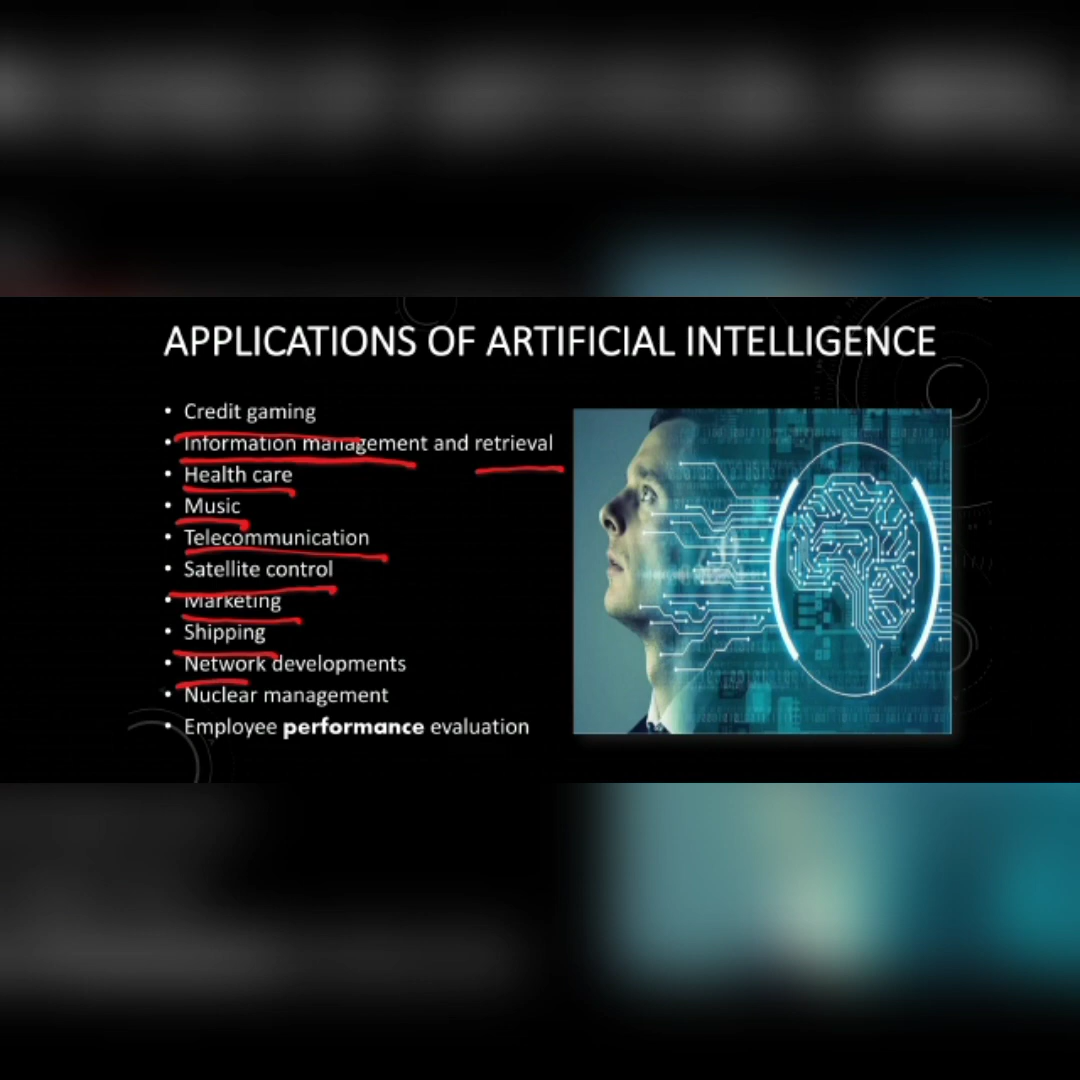 APPLICATIONS OF ARTIFICIAL INTELLIGENCE
• Credit gaming
• Information management and retrieval
• Health care
• Music
• Telecommunication
• Satellite control
• Marketing
• Shipping
• Network developments
• Nuclear management
• Employee performance evaluation